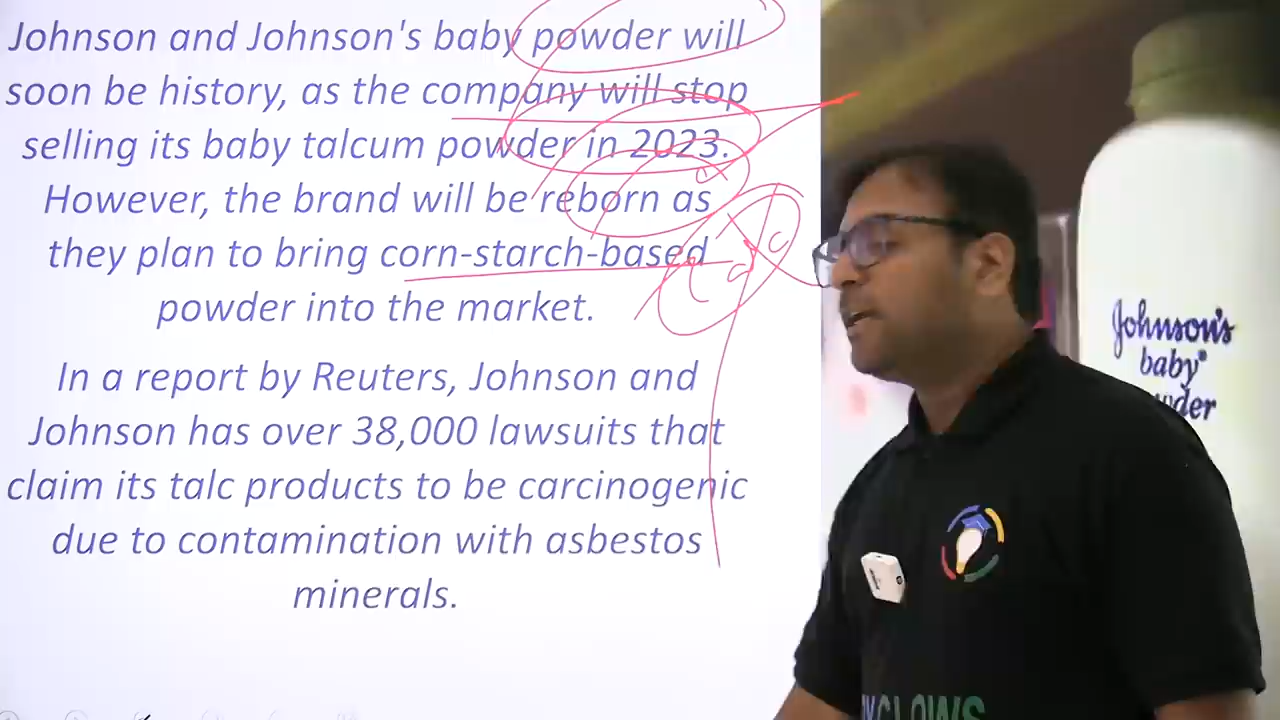 Johnson and Johnson's baby powder will
soon be history, as the company will stop
selling its baby talcum powder in 2023.
However, the brand will be reborn as
they plan to bring corn-starch-based
powder into the market.
In a report by Reuters, Johnson and
Johnson has over 38,000 lawsuits that
claim its talc products to be carcinogenic
due to contamination with asbestos
minerals.
Johnson's
baby®